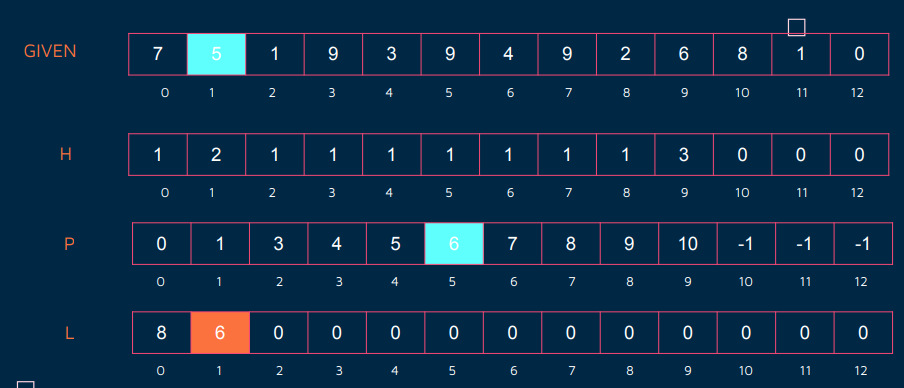 GIVEN 7 5 1 9 3 9 4 9 2 6 8 1 0
0 1 2 3 4 5 6 7 8 9 10 11 12
H 1 2 1 1 1 1 1 1 1 3 0 0 0
0 1 2 3 4 5 6 7 8 9 10 11 12
P 0 1 3 4 5 6 7 8 9 10 -1 -1 -1
0 1 2 3 4 5 6 7 8 9 10 11 12
L 8 6 0 0 0 0 0 0 0 0 0 0 0
0 1 2 3 4 5 6 7 8 9 10 11 12